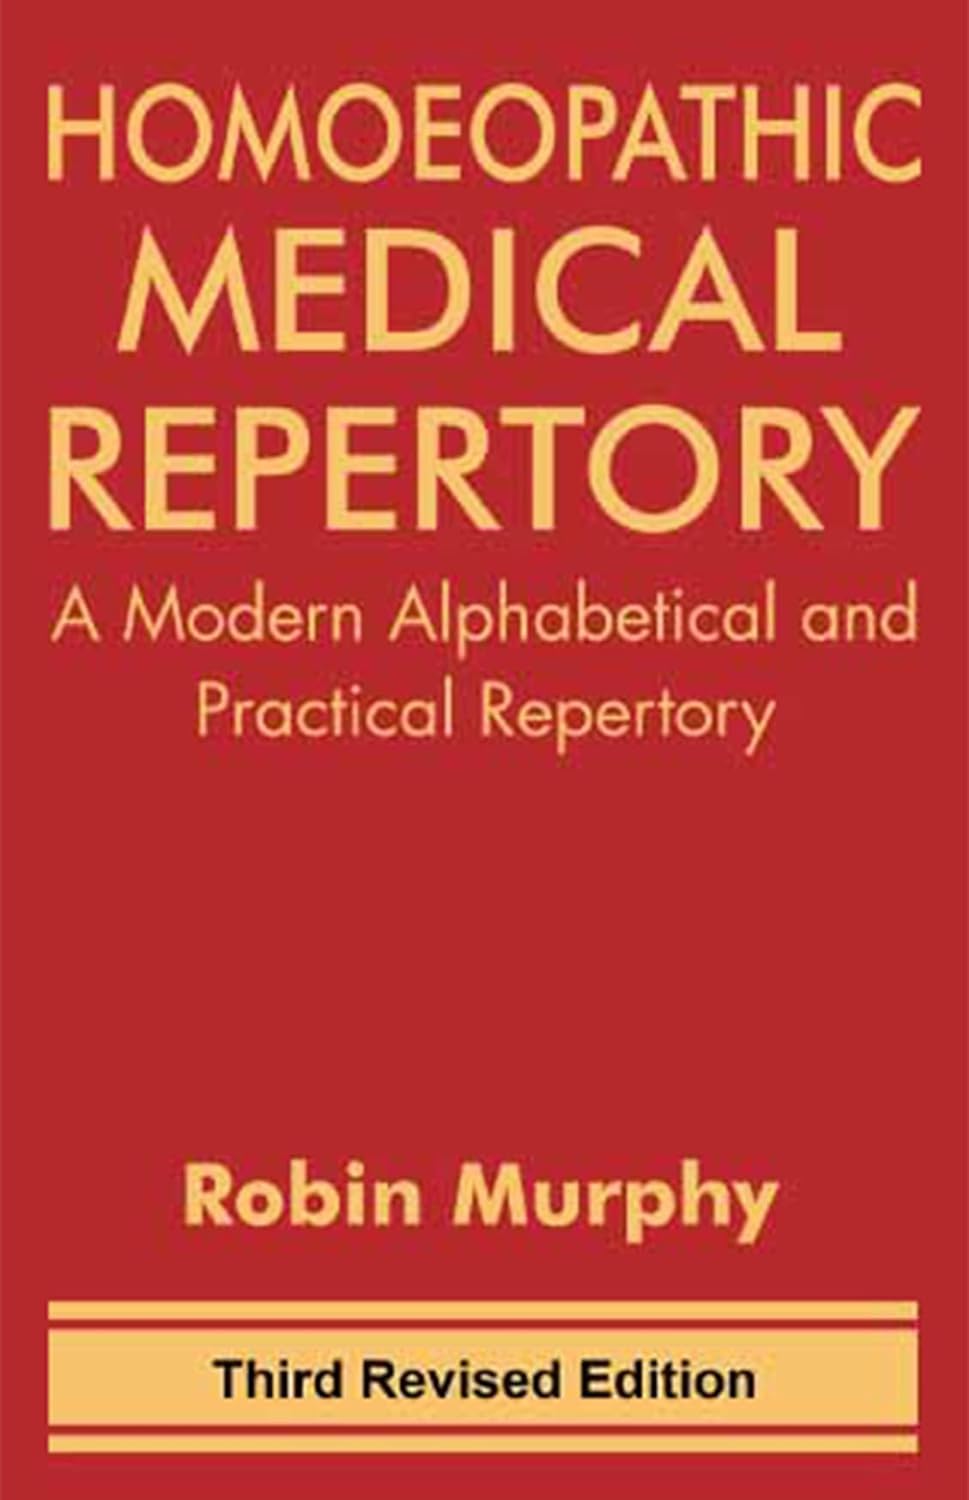 HOMOEOPATHIC
MEDICAL
REPERTORY
A Modern Alphabetical and
Practical Repertory
Robin Murphy
Third Revised Edition